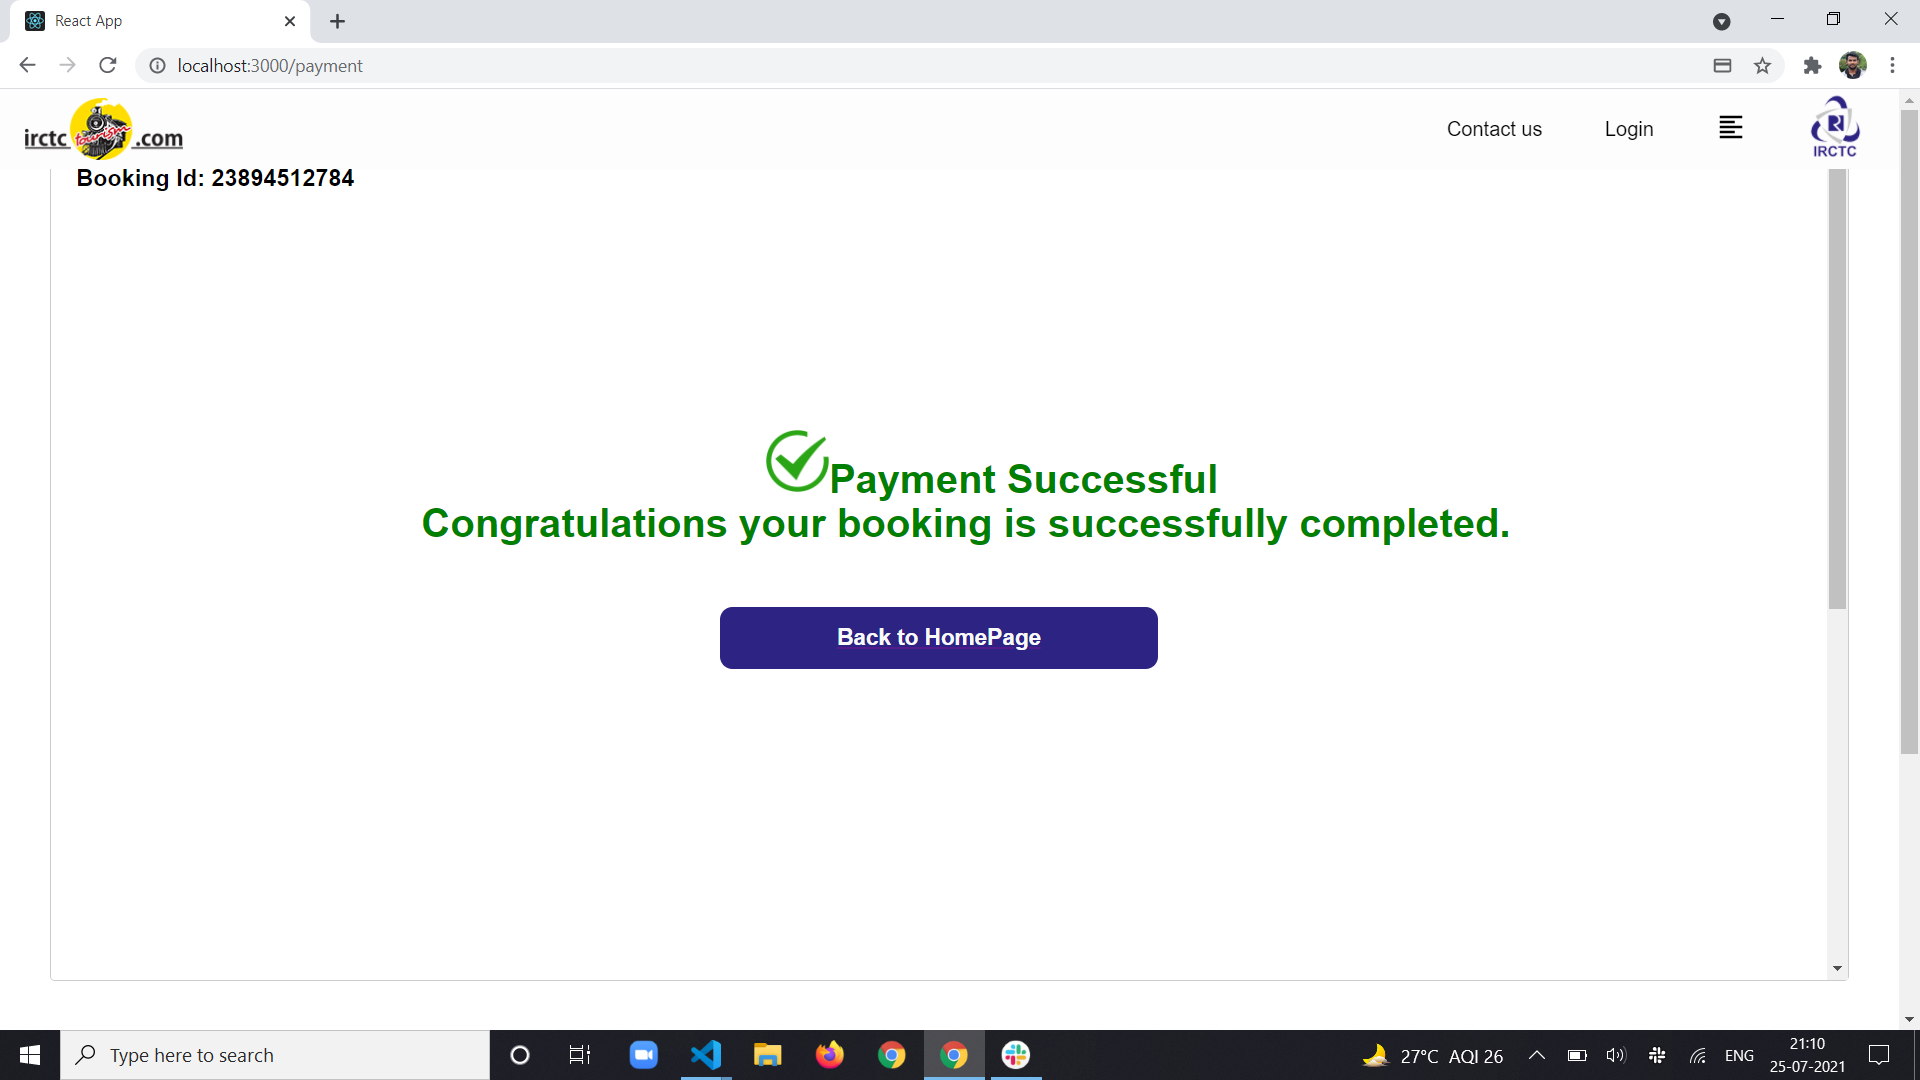 React App
localhost:3000/payment
irctc tourism .com
Contact us
Login
IRCTC
Booking Id: 23894512784
Payment Successful
Congratulations your booking is successfully completed.
Back to HomePage
Type here to search
27°C AQI 26
ENG
21:10
25-07-2021